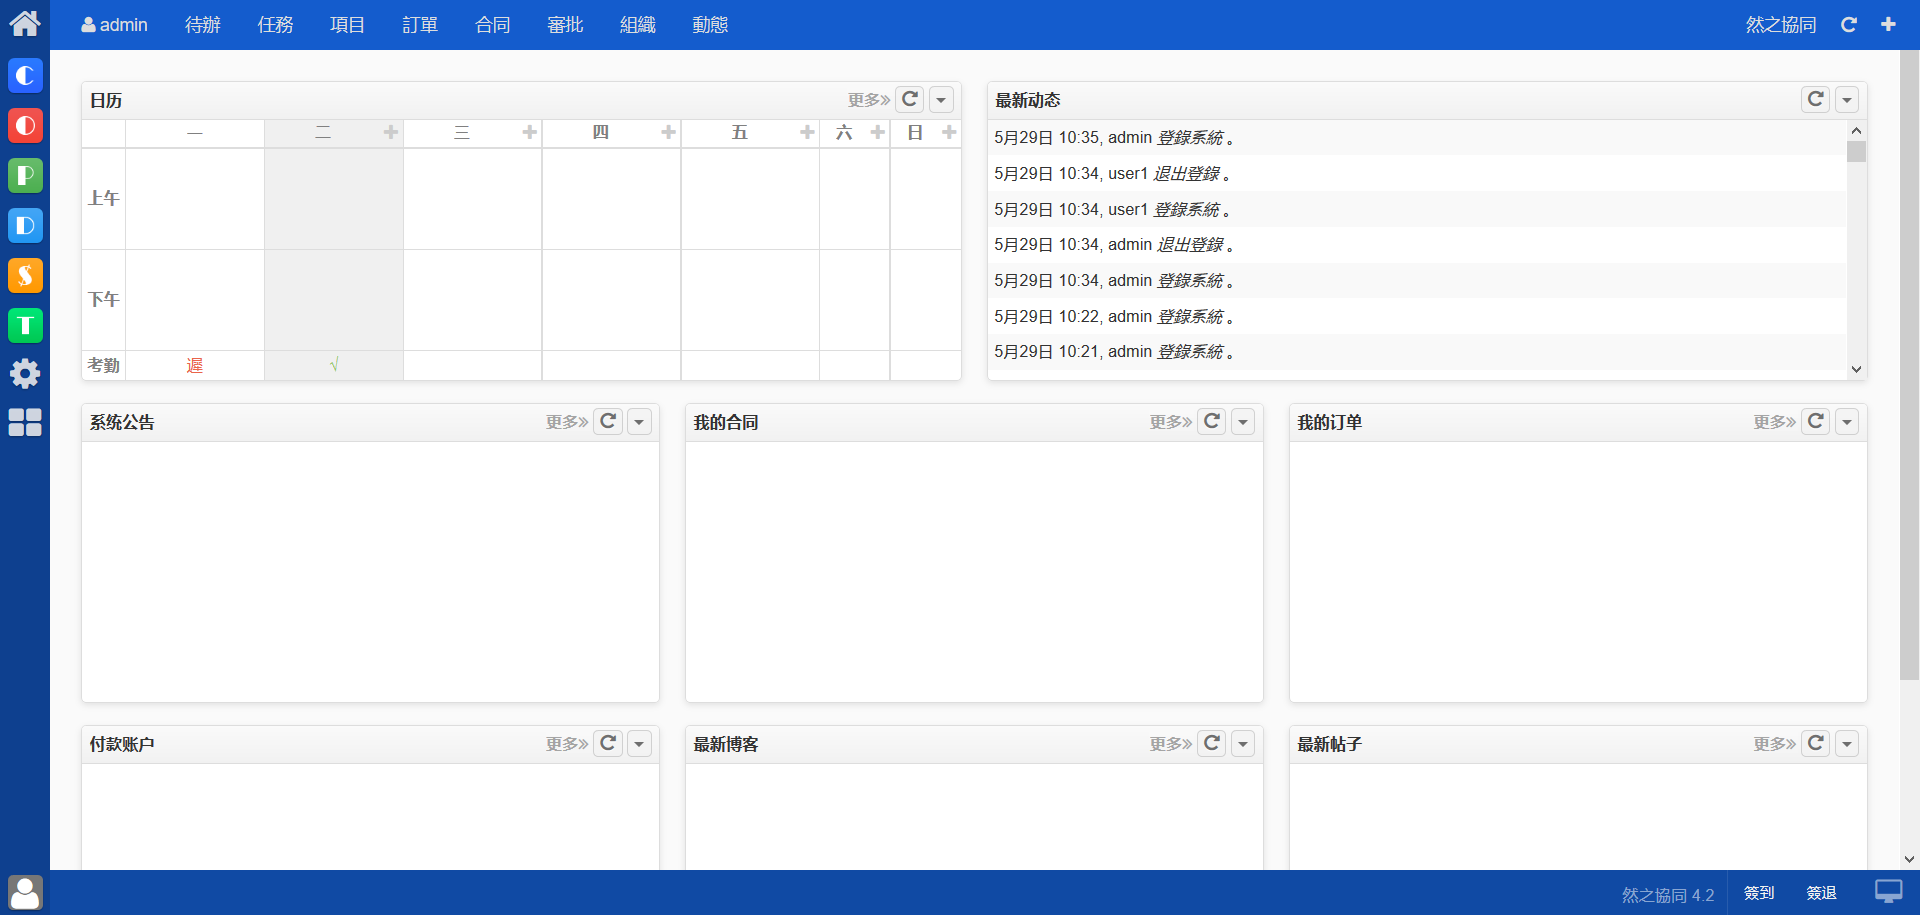 admin 待辦 任務 項目 訂單 合同 審批 組織 動態 然之協同
日历 更多»
一 二 三 四 五 六 日
上午
下午
考勤 遲 √
最新动态
5月29日 10:35, admin 登錄系統 。
5月29日 10:34, user1 退出登錄 。
5月29日 10:34, user1 登錄系統 。
5月29日 10:34, admin 退出登錄 。
5月29日 10:34, admin 登錄系統 。
5月29日 10:22, admin 登錄系統 。
5月29日 10:21, admin 登錄系統 。
系统公告 更多»
我的合同 更多»
我的订单 更多»
付款账户 更多»
最新博客 更多»
最新帖子 更多»
C
D
P
D
$
T
然之協同 4.2 簽到 簽退